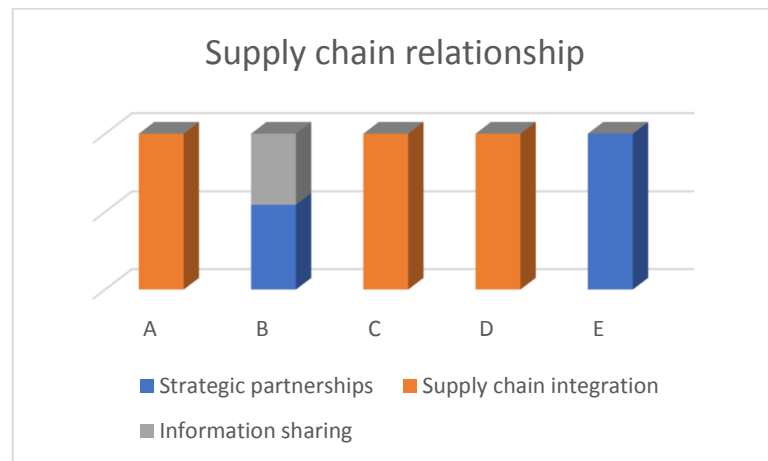 Supply chain relationship
A B C D E
Strategic partnerships Supply chain integration
Information sharing